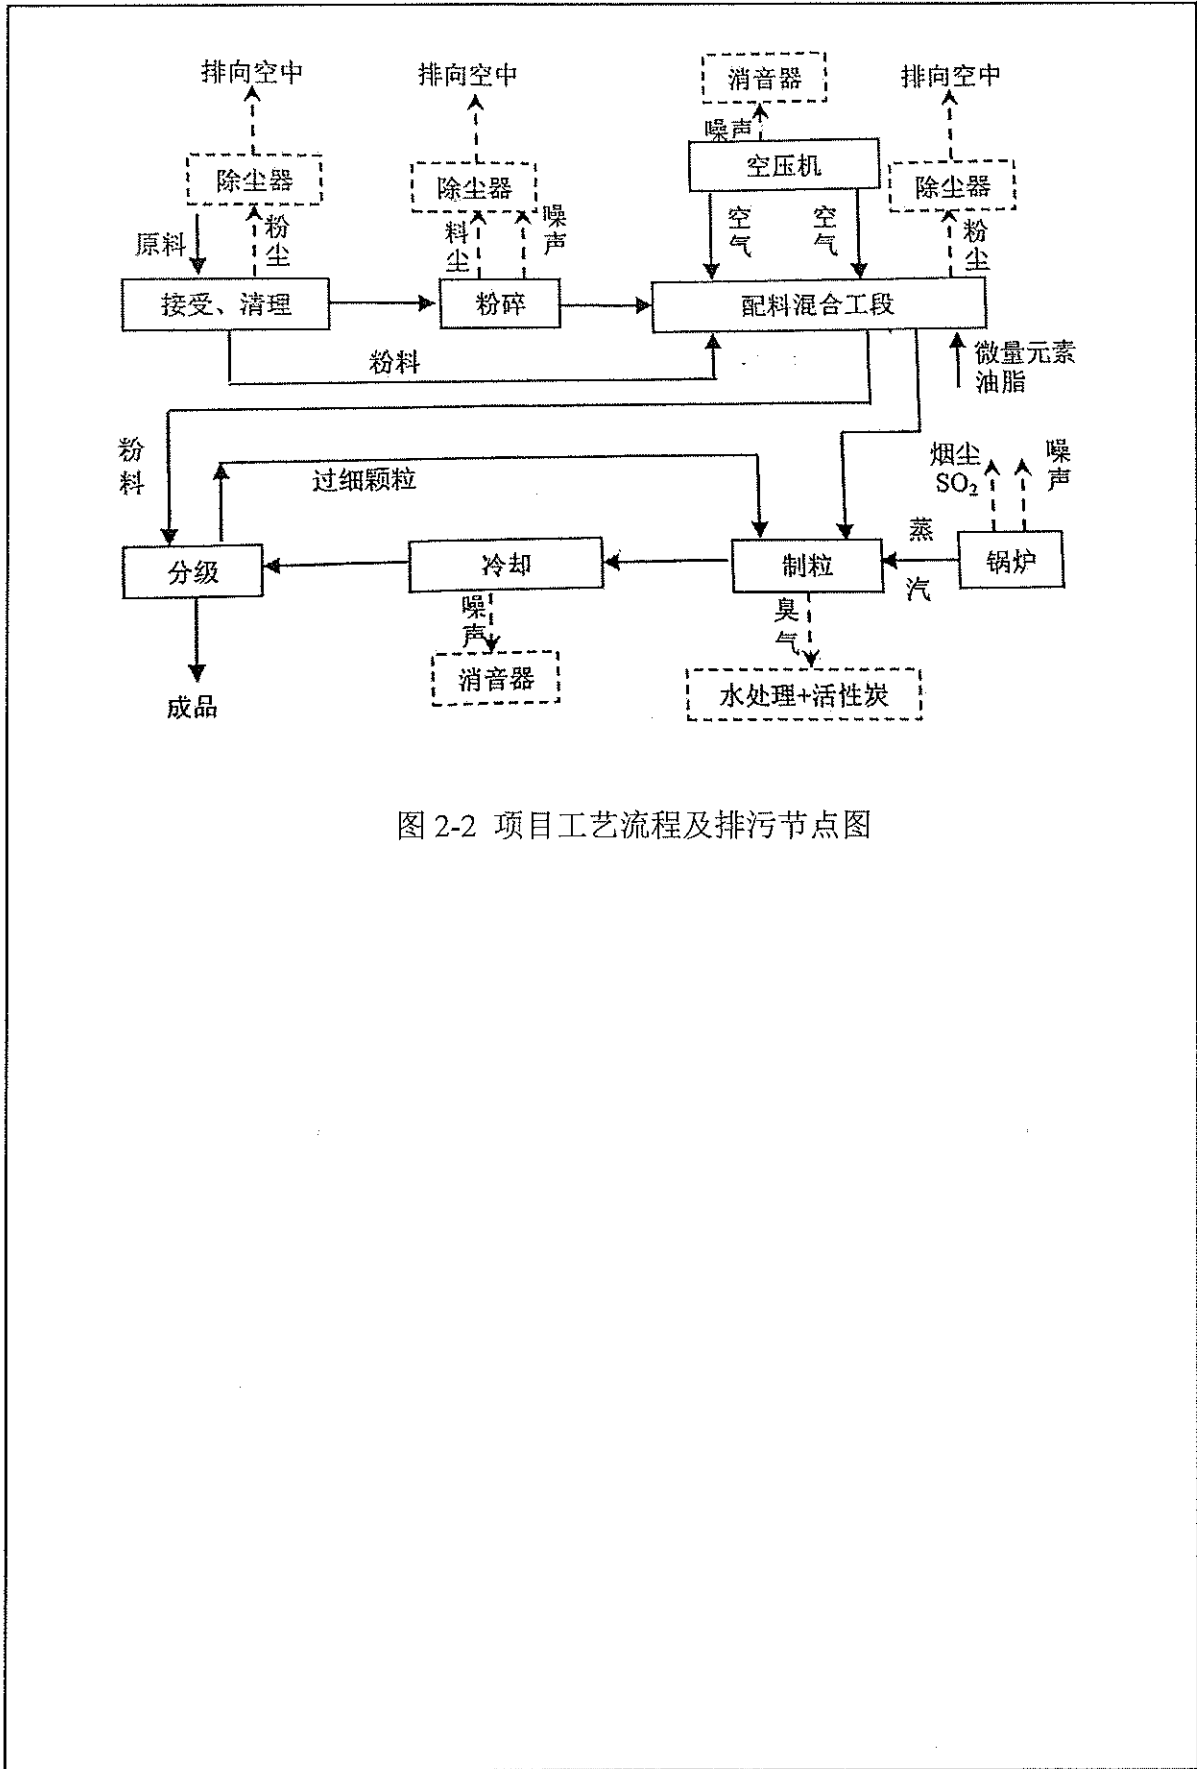 排向空中
排向空中
消音器
排向空中
噪声
空压机
除尘器
除尘器
除尘器
原料
粉尘
料尘
噪声
空气
空气
粉尘
接受、清理
粉碎
配料混合工段
粉料
微量元素
油脂
粉料
过细颗粒
烟尘
SO₂
噪声
分级
冷却
制粒
蒸汽
锅炉
噪声
臭气
成品
消音器
水处理+活性炭
图 2-2 项目工艺流程及排污节点图